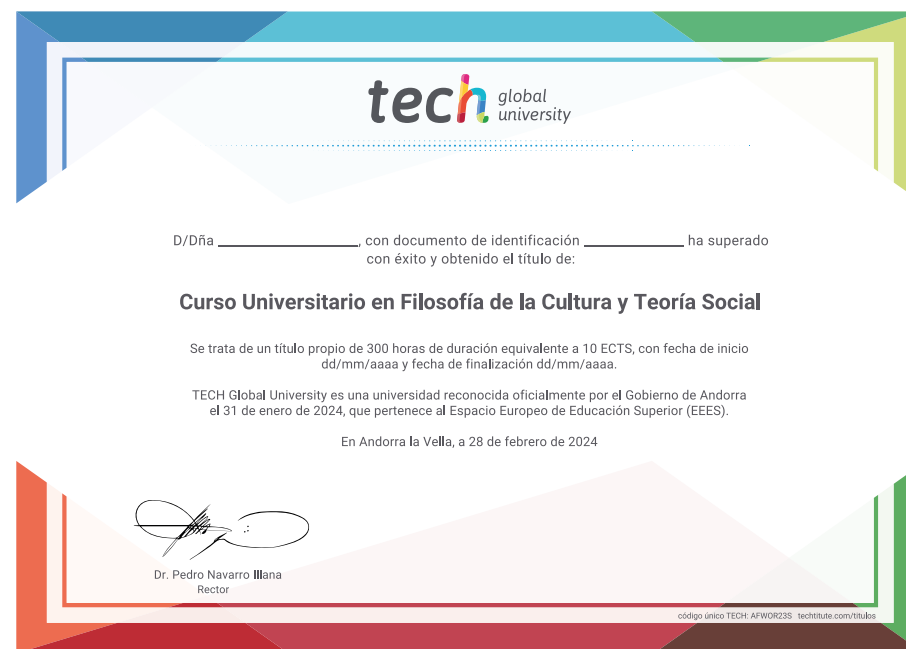 tech global
university
D/Dña ____________________, con documento de identificación ______________ ha superado
con éxito y obtenido el título de:
Curso Universitario en Filosofía de la Cultura y Teoría Social
Se trata de un título propio de 300 horas de duración equivalente a 10 ECTS, con fecha de inicio
dd/mm/aaaa y fecha de finalización dd/mm/aaaa.
TECH Global University es una universidad reconocida oficialmente por el Gobierno de Andorra
el 31 de enero de 2024, que pertenece al Espacio Europeo de Educación Superior (EEES).
En Andorra la Vella, a 28 de febrero de 2024
Dr. Pedro Navarro Illana
Rector
código único TECH: AFWOR23S techtitute.com/titulos